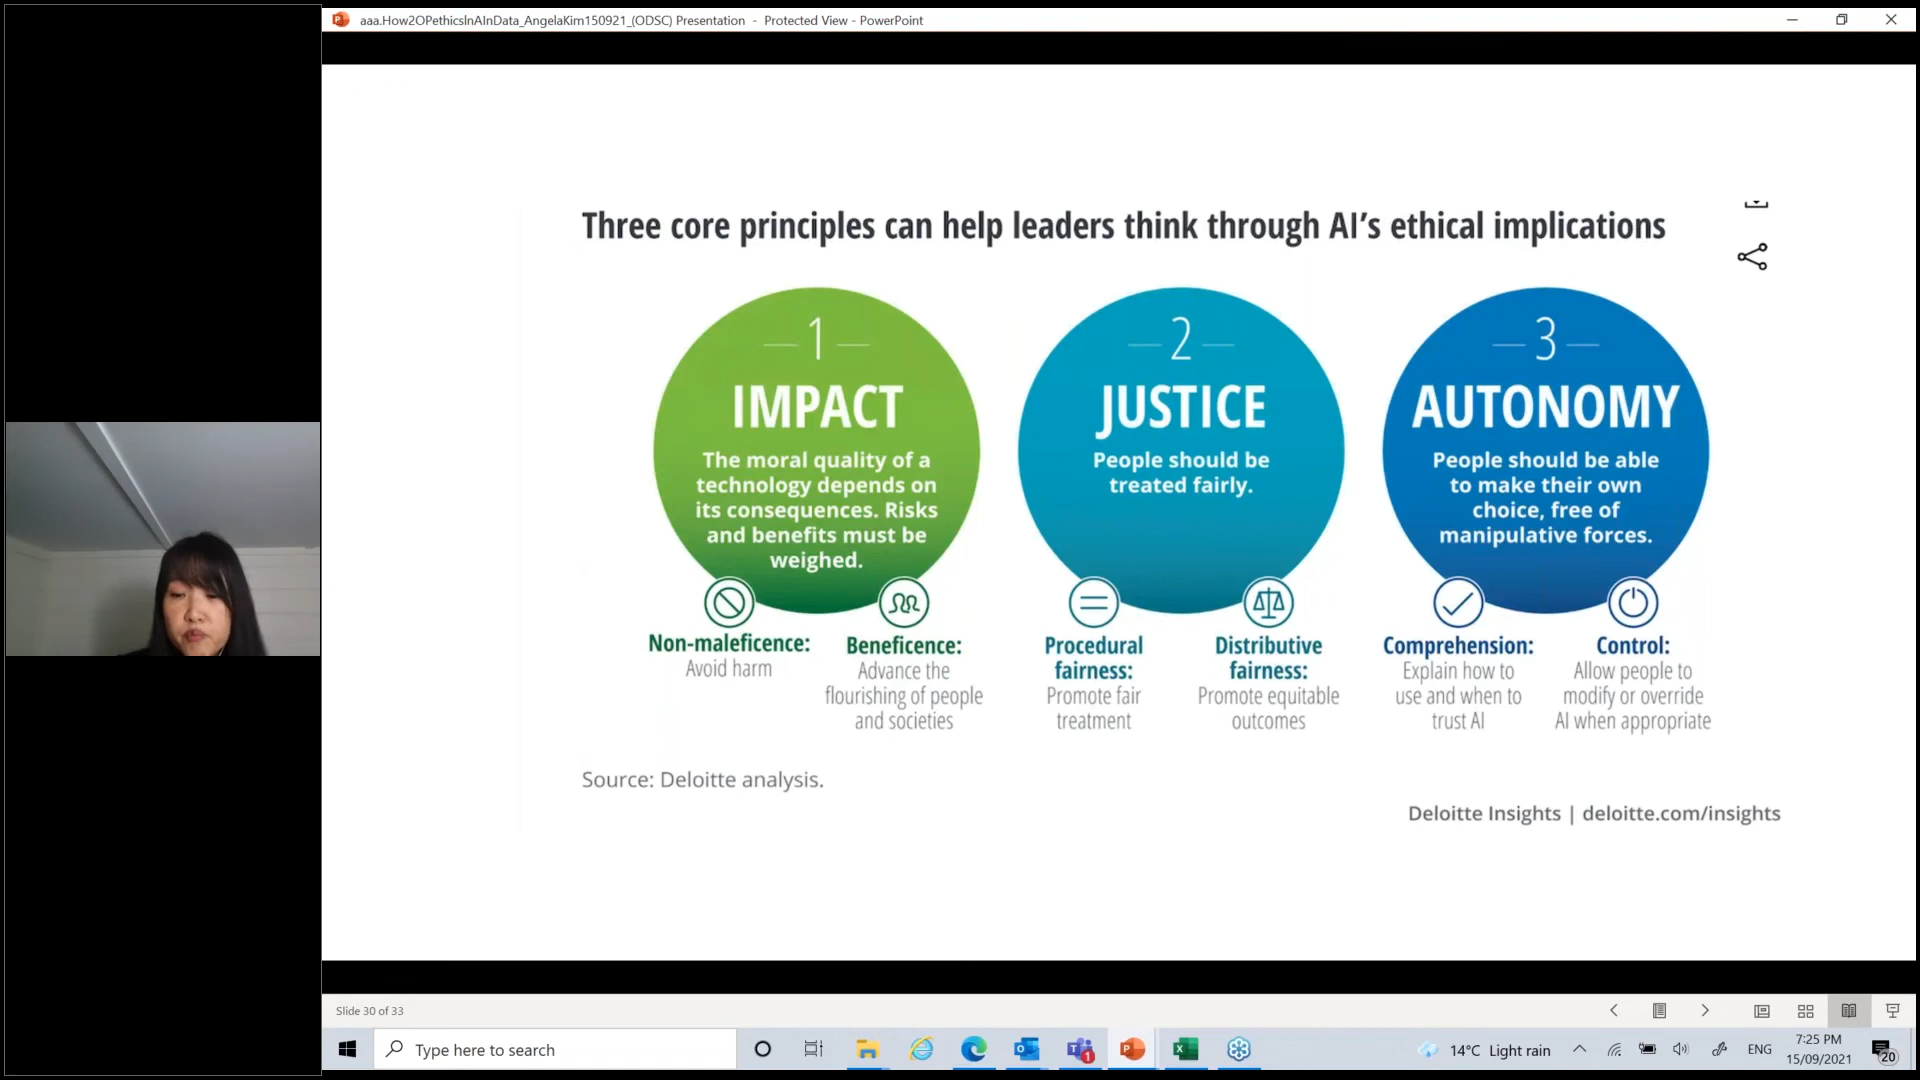 aaa.How2OPethicsInAInData_AngelaKim150921_(ODSC) Presentation - Protected View - PowerPoint
Three core principles can help leaders think through AI’s ethical implications
1
IMPACT
The moral quality of a
technology depends on
its consequences. Risks
and benefits must be
weighed.
Non-maleficence:
Avoid harm
Beneficence:
Advance the
flourishing of people
and societies
2
JUSTICE
People should be
treated fairly.
Procedural
fairness:
Promote fair
treatment
Distributive
fairness:
Promote equitable
outcomes
3
AUTONOMY
People should be able
to make their own
choice, free of
manipulative forces.
Comprehension:
Explain how to
use and when to
trust AI
Control:
Allow people to
modify or override
AI when appropriate
Source: Deloitte analysis.
Deloitte Insights | deloitte.com/insights
Slide 30 of 33
Type here to search
1
14°C Light rain
ENG
7:25 PM
15/09/2021
20